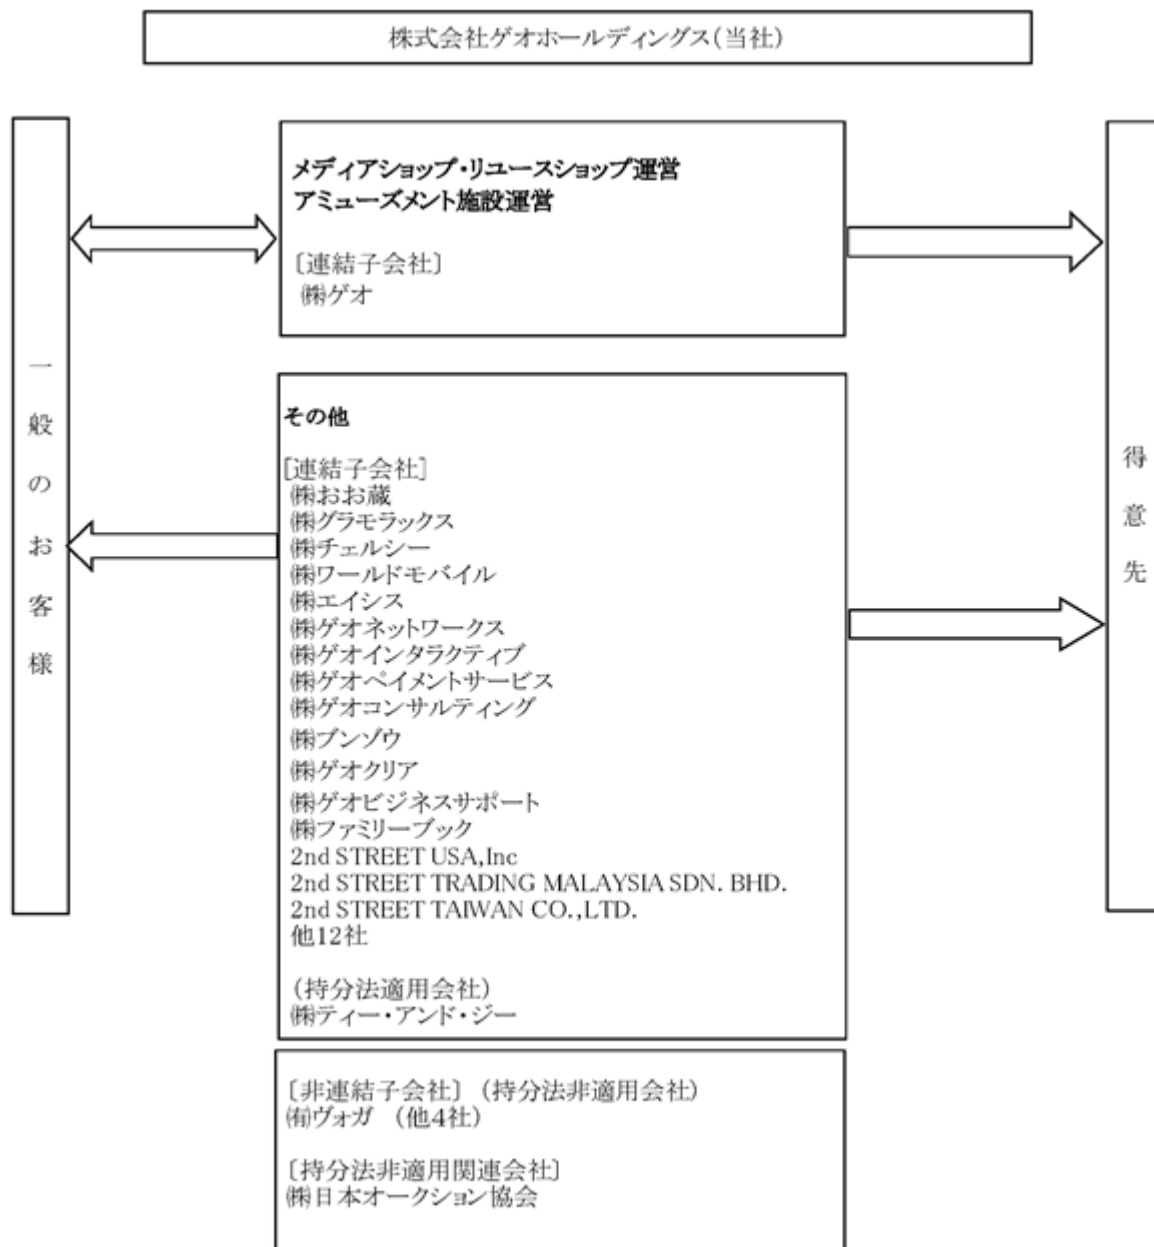 株式会社ゲオホールディングス(当社)
一般のお客様
メディアショップ・リユースショップ運営
アミューズメント施設運営
〔連結子会社〕
㈱ゲオ
その他
[連結子会社]
㈱おお蔵
㈱グラモラックス
㈱チェルシー
㈱ワールドモバイル
㈱エイシス
㈱ゲオネットワークス
㈱ゲオインタラクティブ
㈱ゲオペイメントサービス
㈱ゲオコンサルティング
㈱ブンゾウ
㈱ゲオクリア
㈱ゲオビジネスサポート
㈱ファミリーブック
2nd STREET USA,Inc
2nd STREET TRADING MALAYSIA SDN. BHD.
2nd STREET TAIWAN CO.,LTD.
他12社
(持分法適用会社)
㈱ティー・アンド・ジー
〔非連結子会社〕(持分法非適用会社)
㈲ヴォガ (他4社)
〔持分法非適用関連会社〕
㈱日本オークション協会
得意先